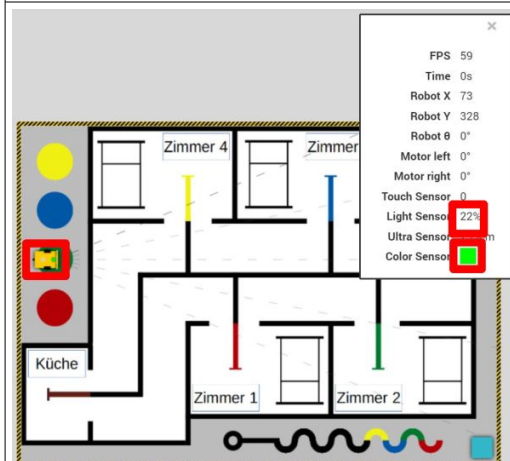 ×
FPS 59
Time 0s
Robot X 73
Robot Y 328
Robot θ 0°
Motor left 0°
Motor right 0°
Touch Sensor 0
Light Sensor 22%
Ultra Sensor
Color Sensor
Zimmer 4
Zimmer
Küche
Zimmer 1
Zimmer 2